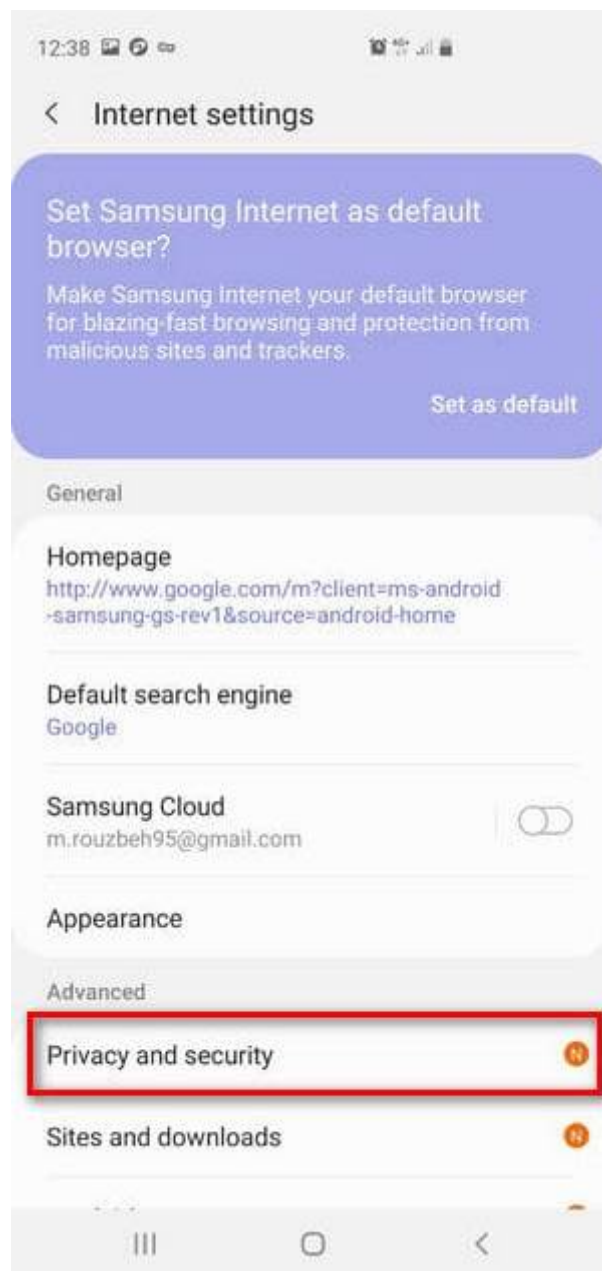 12:38
Internet settings
Set Samsung Internet as default
browser?
Make Samsung Internet your default browser
for blazing-fast browsing and protection from
malicious sites and trackers.
Set as default
General
Homepage
http://www.google.com/m?client=ms-android
-samsung-gs-rev1&source=android-home
Default search engine
Google
Samsung Cloud
m.rouzbeh95@gmail.com
Appearance
Advanced
Privacy and security N
Sites and downloads N